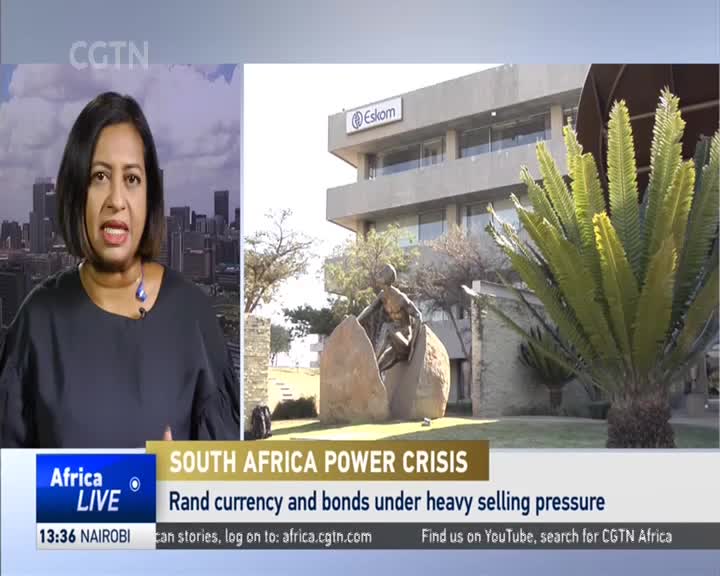 CGTN
Eskom
SOUTH AFRICA POWER CRISIS
Rand currency and bonds under heavy selling pressure
Africa
LIVE
13:36 NAIROBI
can stories, log on to: africa.cgtn.com
Find us on YouTube, search for CGTN Africa